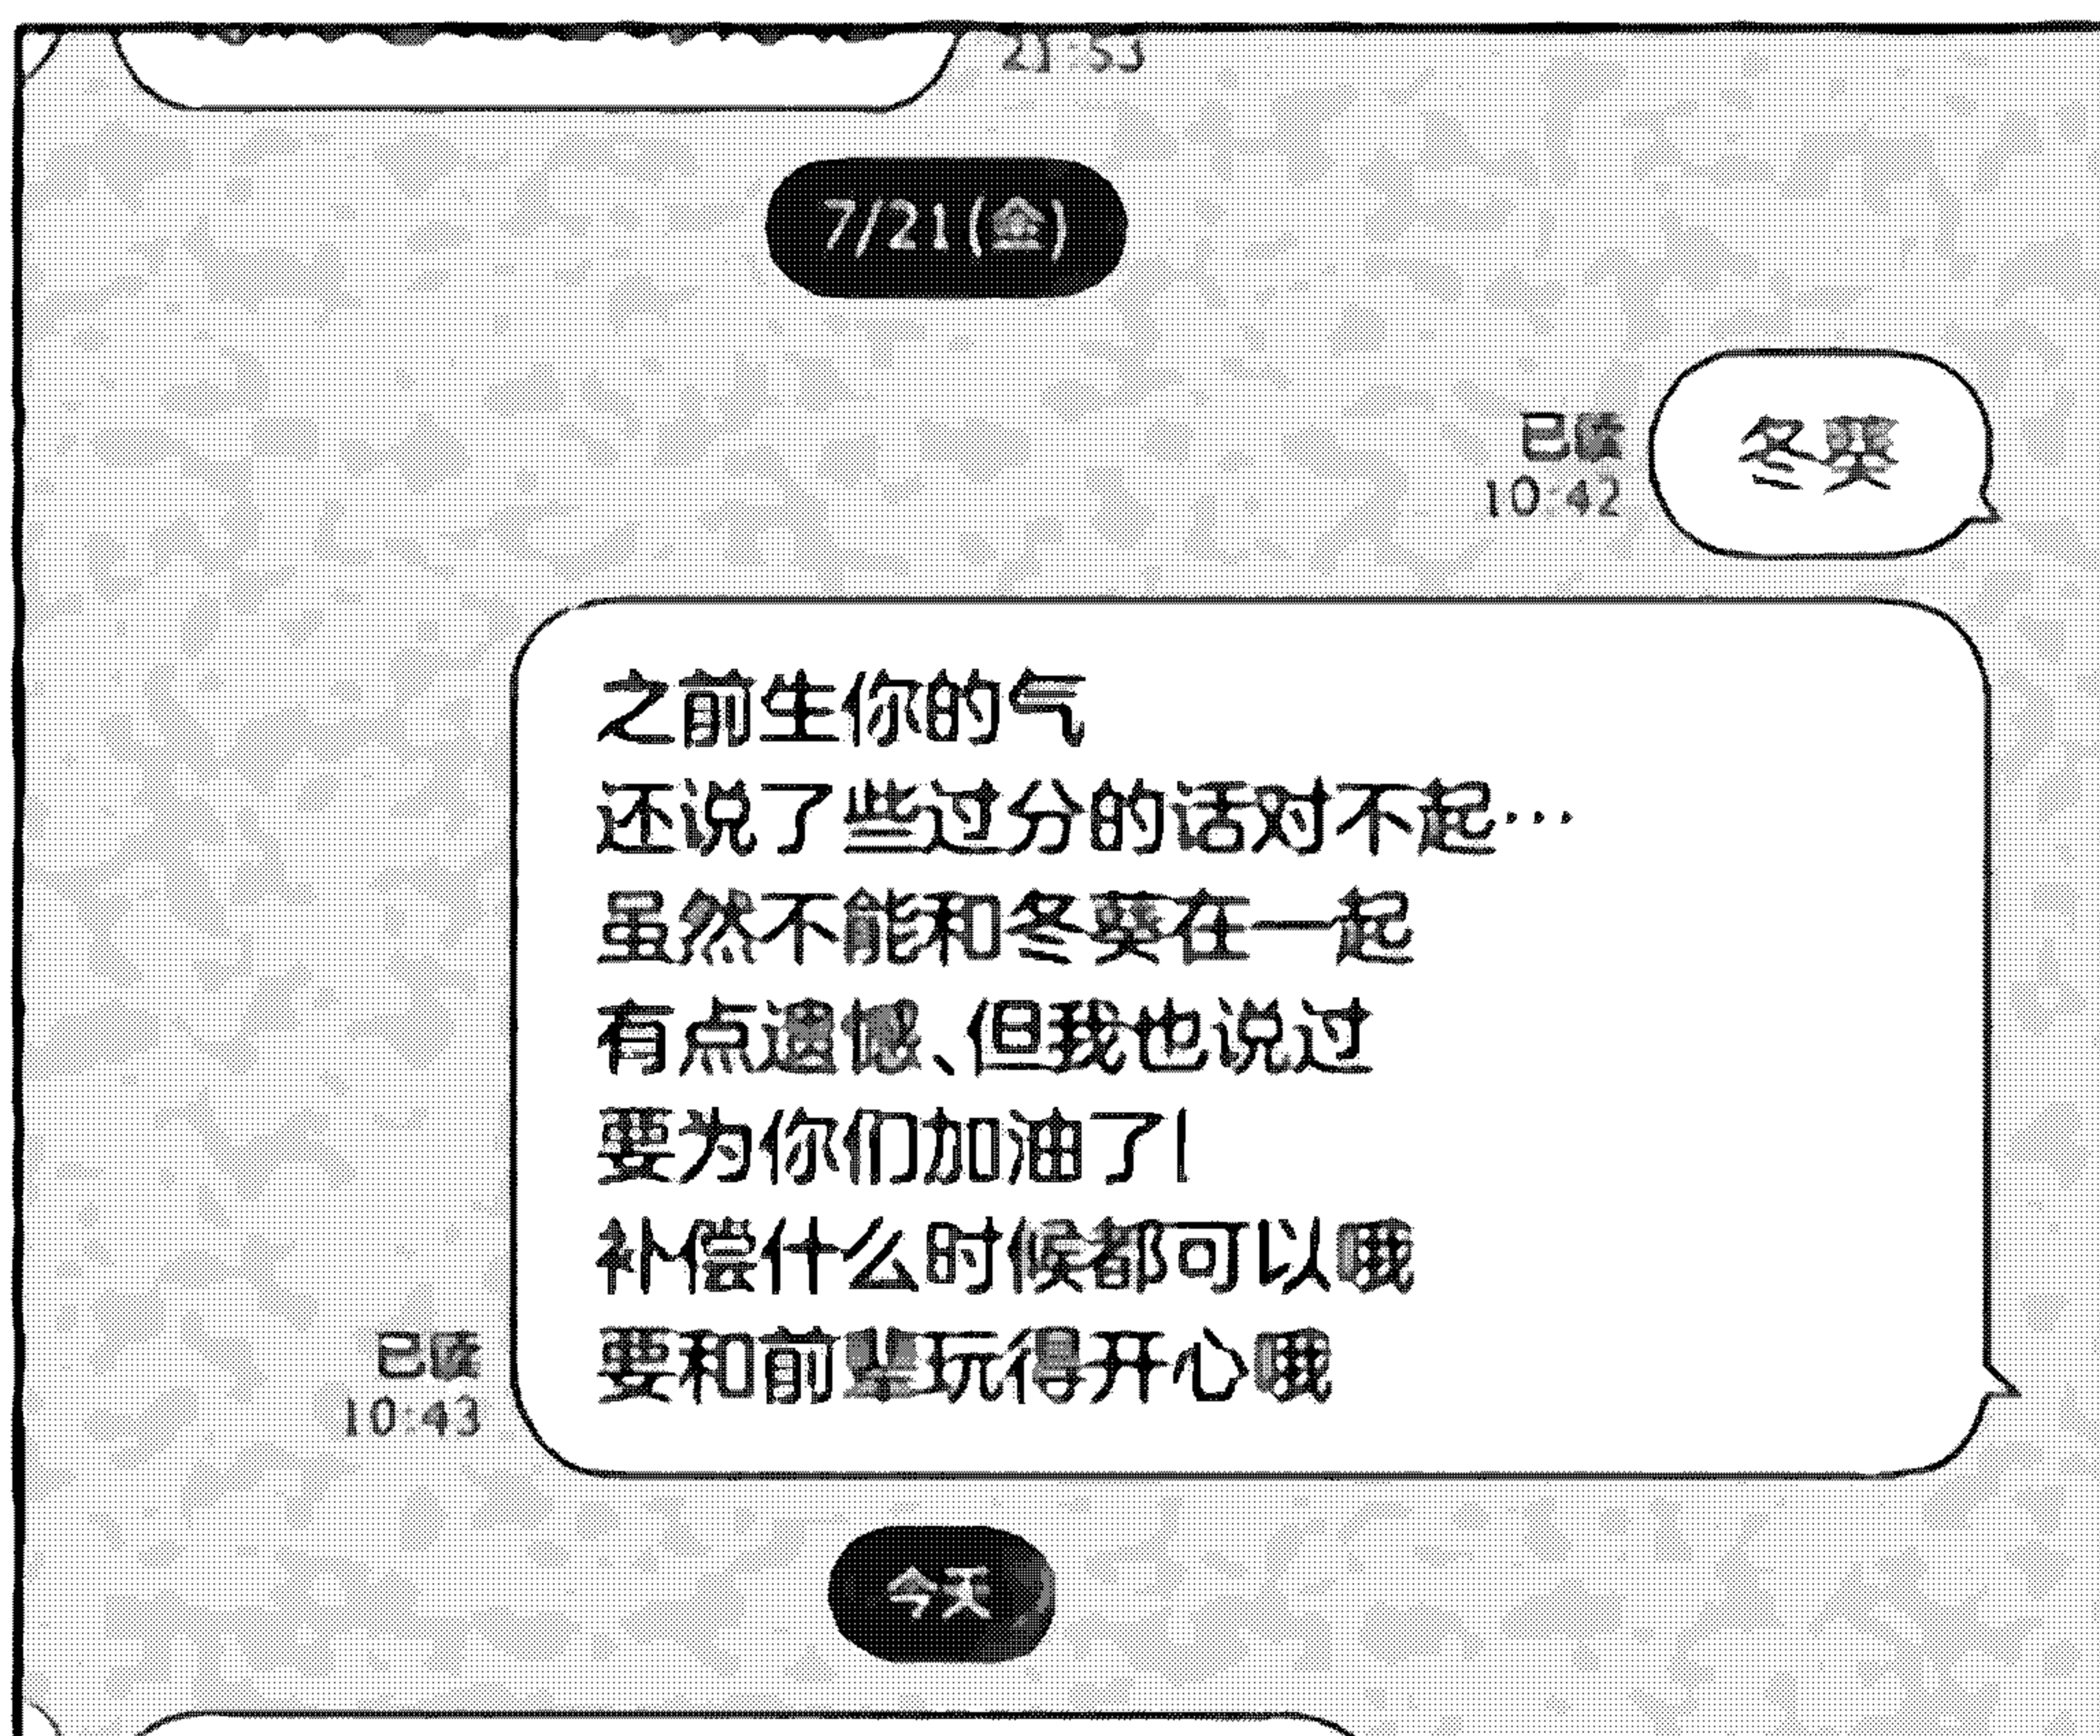 21:53
7/21(金)
冬葵
已读
10:42
之前生你的气
还说了些过分的话对不起…
虽然不能和冬葵在一起
有点遗憾、但我也说过
要为你们加油了|
补偿什么时候都可以哦
要和前辈玩得开心哦
已读
10:43
今天